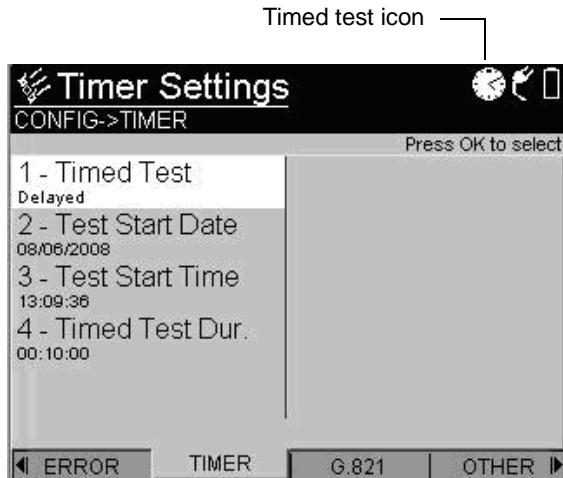 Timed test icon
Timer Settings
CONFIG->TIMER
Press OK to select
1 - Timed Test
Delayed
2 - Test Start Date
08/06/2008
3 - Test Start Time
13:09:36
4 - Timed Test Dur.
00:10:00
ERROR TIMER G.821 OTHER